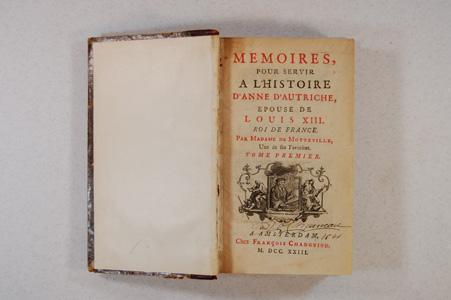 MEMOIRES,
POUR SERVIR
A L'HISTOIRE
D'ANNE D'AUTRICHE,
EPOUSE DE
LOUIS XIII.
ROI DE FRANCE.
PAR MADAME DE MOTTEVILLE,
Une de ses Favorites.
TOME PREMIER.
A AMSTERDAM,
Chez FRANÇOIS CHANGUION.
M. DCC. XXIII.